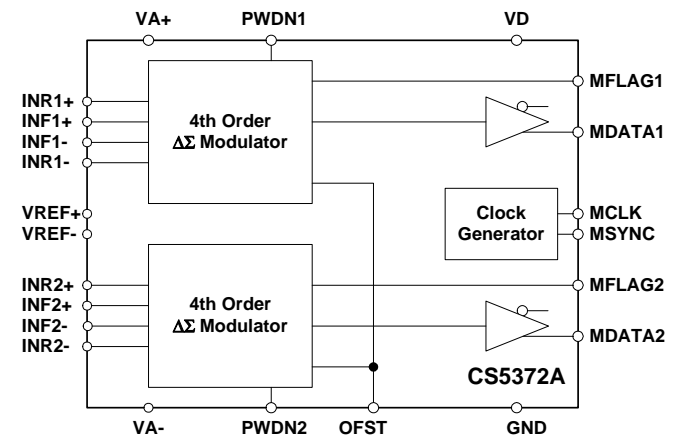 VA+ PWDN1 VD
INR1+
INF1+
INF1-
INR1-
4th Order
ΔΣ Modulator
MFLAG1
MDATA1
VREF+
VREF-
Clock
Generator
MCLK
MSYNC
INR2+
INF2+
INF2-
INR2-
4th Order
ΔΣ Modulator
MFLAG2
MDATA2
CS5372A
VA- PWDN2 OFST GND